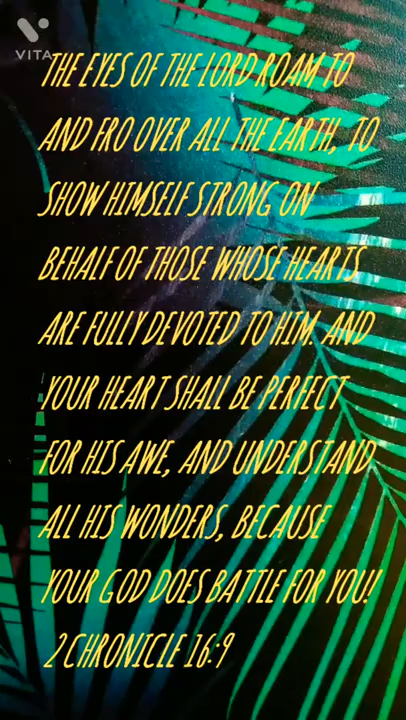 VITA
THE EYES OF THE LORD ROAM TO
AND FRO OVER ALL THE EARTH, TO
SHOW HIMSELF STRONG ON
BEHALF OF THOSE WHOSE HEARTS
ARE FULLY DEVOTED TO HIM. AND
YOUR HEART SHALL BE PERFECT
FOR HIS AWE, AND UNDERSTAND
ALL HIS WONDERS, BECAUSE
YOUR GOD DOES BATTLE FOR YOU!
2 CHRONICLE 16:9